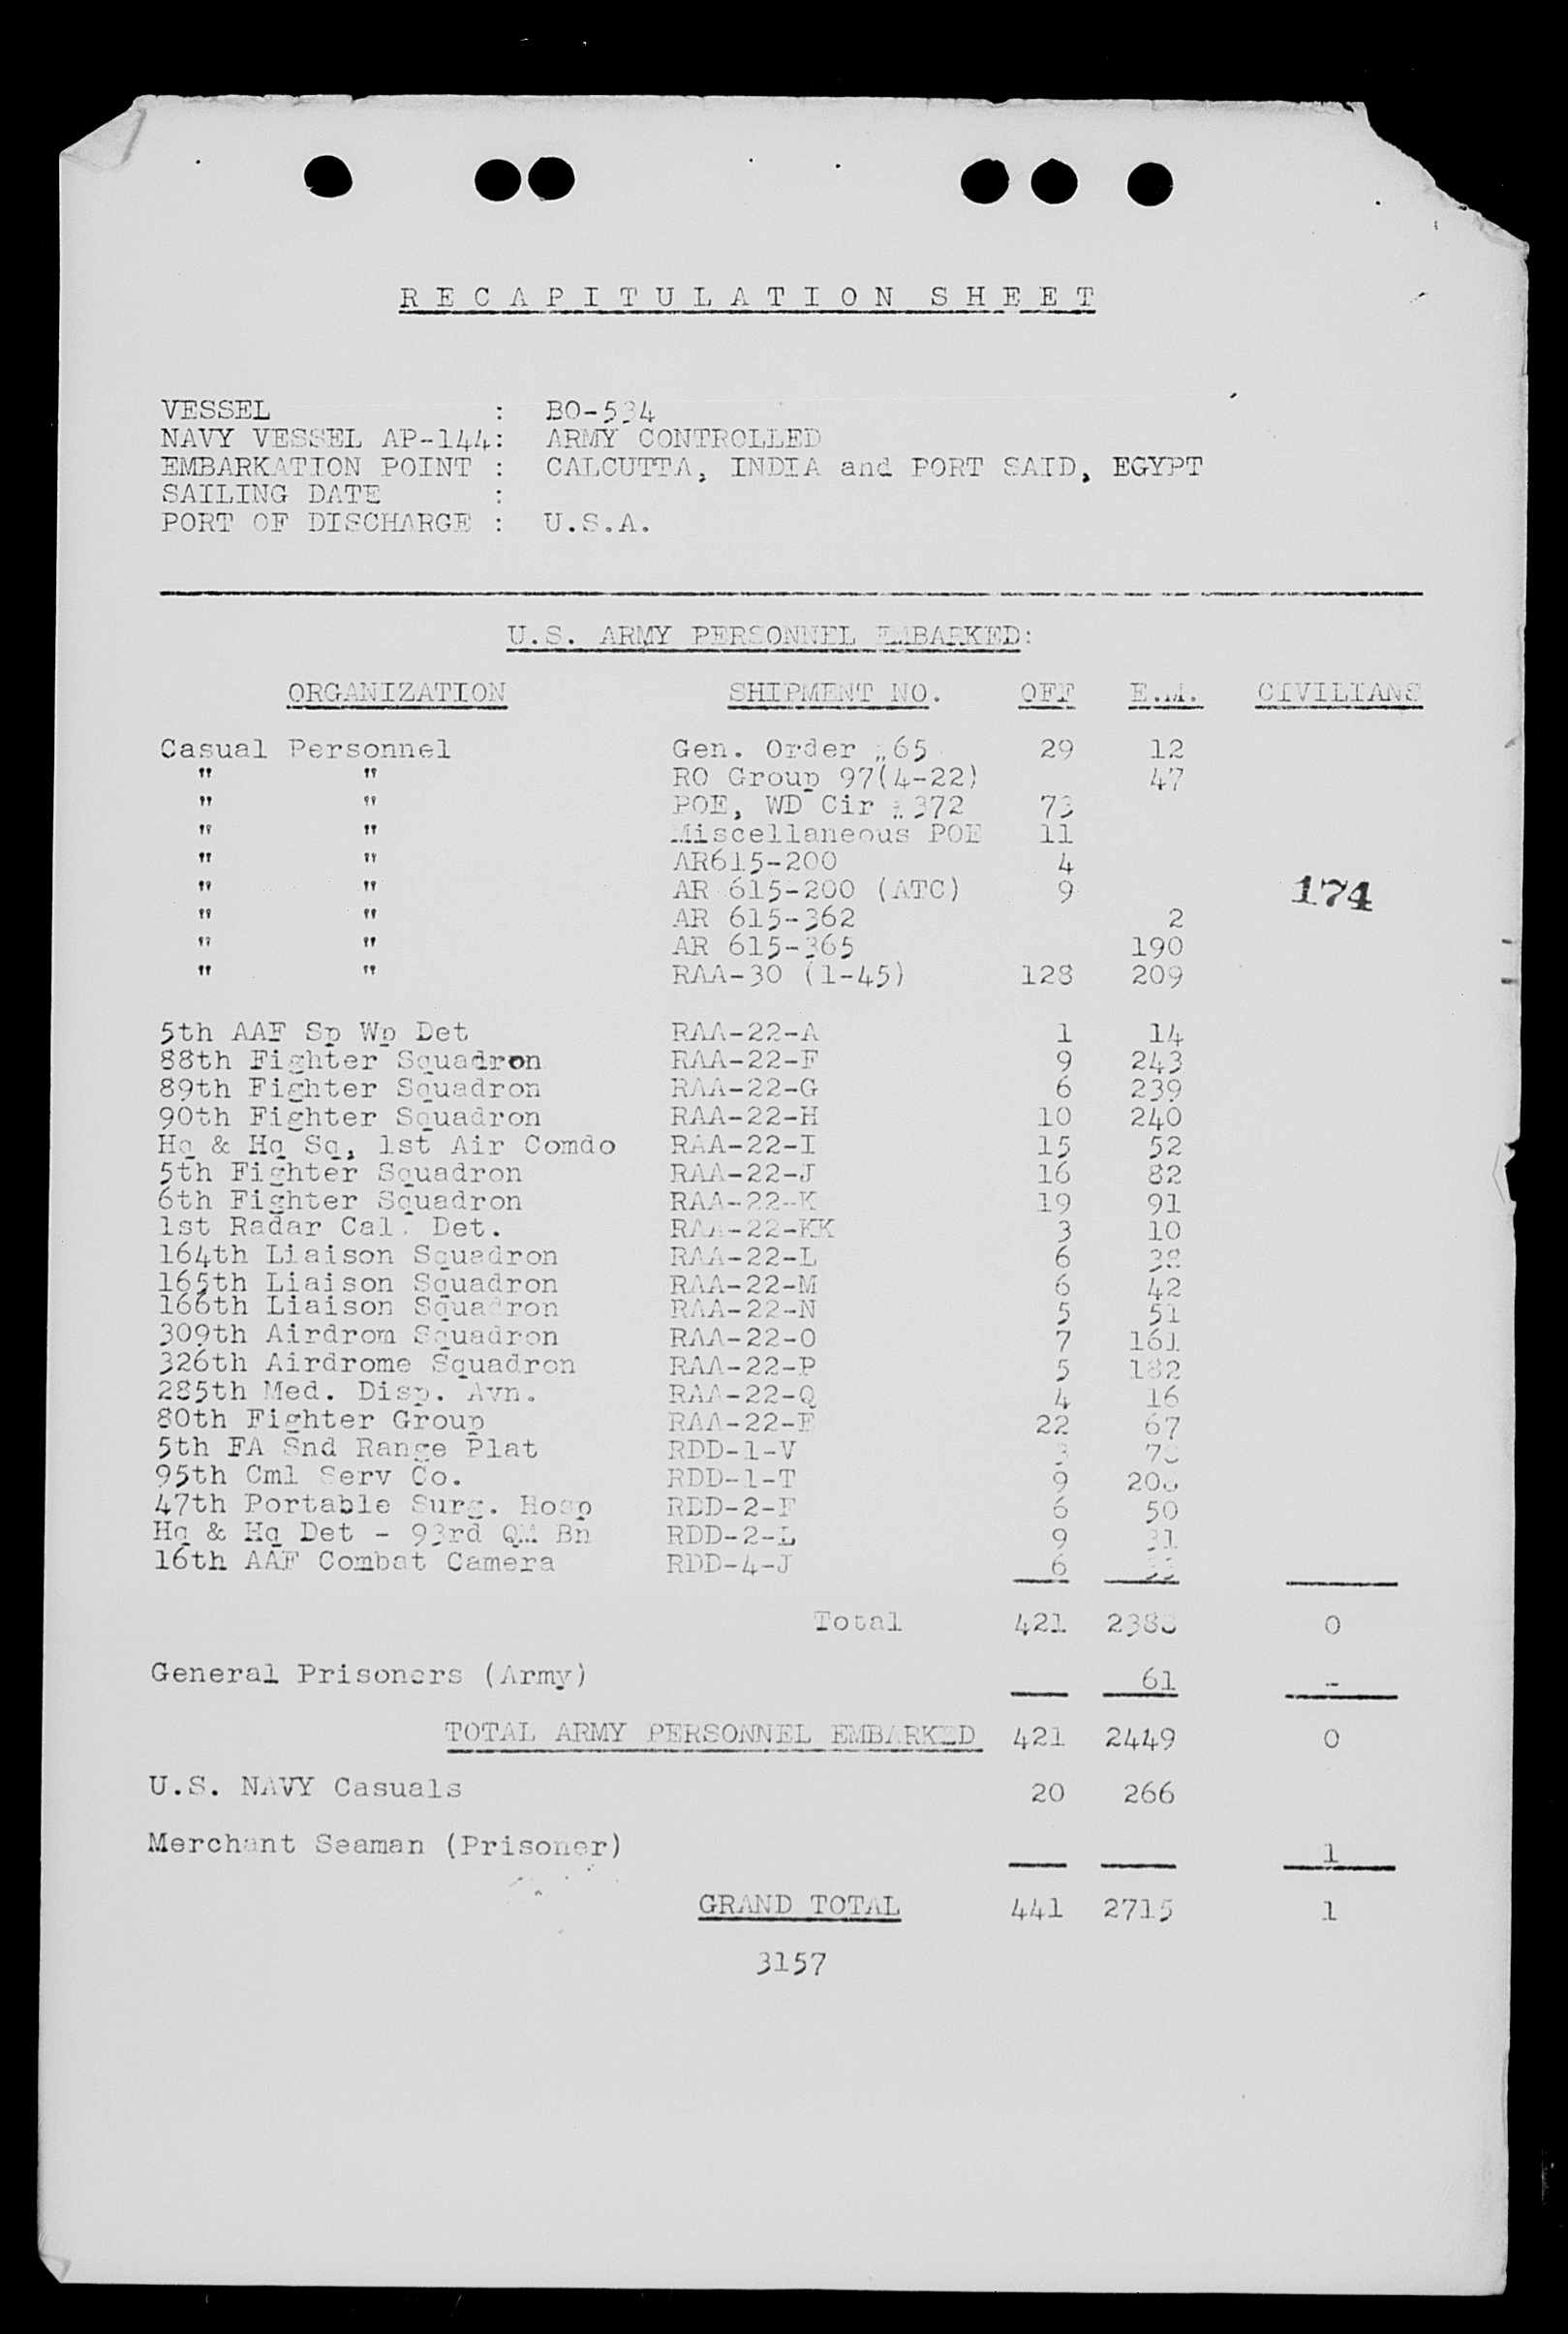 RECAPITULATION SHEET
VESSEL : BO-534
NAVY VESSEL AP-144: ARMY CONTROLLED
EMBARKATION POINT : CALCUTTA, INDIA and PORT SAID, EGYPT
SAILING DATE :
PORT OF DISCHARGE : U.S.A.
U.S. ARMY PERSONNEL EMBARKED:
ORGANIZATION SHIPMENT NO. OFF E.M. CIVILIANS
Casual Personnel Gen. Order #65 29 12
" " RO Group 97(4-22) 47
" " POE, WD Cir #372 73
" " Miscellaneous POE 11
" " AR615-200 4
" " AR 615-200 (ATC) 9 174
" " AR 615-362 2
" " AR 615-365 190
" " RAA-30 (1-45) 128 209
5th AAF Sp Wp Det RAA-22-A 1 14
88th Fighter Squadron RAA-22-F 9 243
89th Fighter Squadron RAA-22-G 6 239
90th Fighter Squadron RAA-22-H 10 240
Hq & Hq Sq, 1st Air Comdo RAA-22-I 15 52
5th Fighter Squadron RAA-22-J 16 82
6th Fighter Squadron RAA-22-K 19 91
1st Radar Cal. Det. RAA-22-KK 3 10
164th Liaison Squadron RAA-22-L 6 38
165th Liaison Squadron RAA-22-M 6 42
166th Liaison Squadron RAA-22-N 5 51
309th Airdrom Squadron RAA-22-O 7 161
326th Airdrome Squadron RAA-22-P 5 182
285th Med. Disp. Avn. RAA-22-Q 4 16
80th Fighter Group RAA-22-E 22 67
5th FA Snd Range Plat RDD-1-V 3
95th Cml Serv Co. RDD-1-T 9
47th Portable Surg. Hosp RDD-2-F 6 50
Hq & Hq Det - 93rd QM Bn RDD-2-L 9 31
16th AAF Combat Camera RDD-4-J 6 33
Total 421 2388 0
General Prisoners (Army) 61 -
TOTAL ARMY PERSONNEL EMBARKED 421 2449 0
U.S. NAVY Casuals 20 266
Merchant Seaman (Prisoner) 1
GRAND TOTAL 441 2715 1
3157